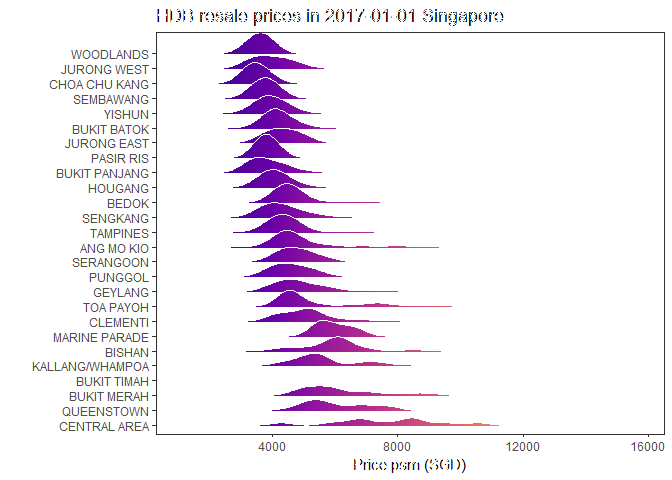 HDB resale prices in 2017-01-01 Singapore
WOODLANDS
JURONG WEST
CHOA CHU KANG
SEMBAWANG
YISHUN
BUKIT BATOK
JURONG EAST
PASIR RIS
BUKIT PANJANG
HOUGANG
BEDOK
SENGKANG
TAMPINES
ANG MO KIO
SERANGOON
PUNGGOL
GEYLANG
TOA PAYOH
CLEMENTI
MARINE PARADE
BISHAN
KALLANG/WHAMPOA
BUKIT TIMAH
BUKIT MERAH
QUEENSTOWN
CENTRAL AREA
4000 8000 12000 16000
Price psm (SGD)